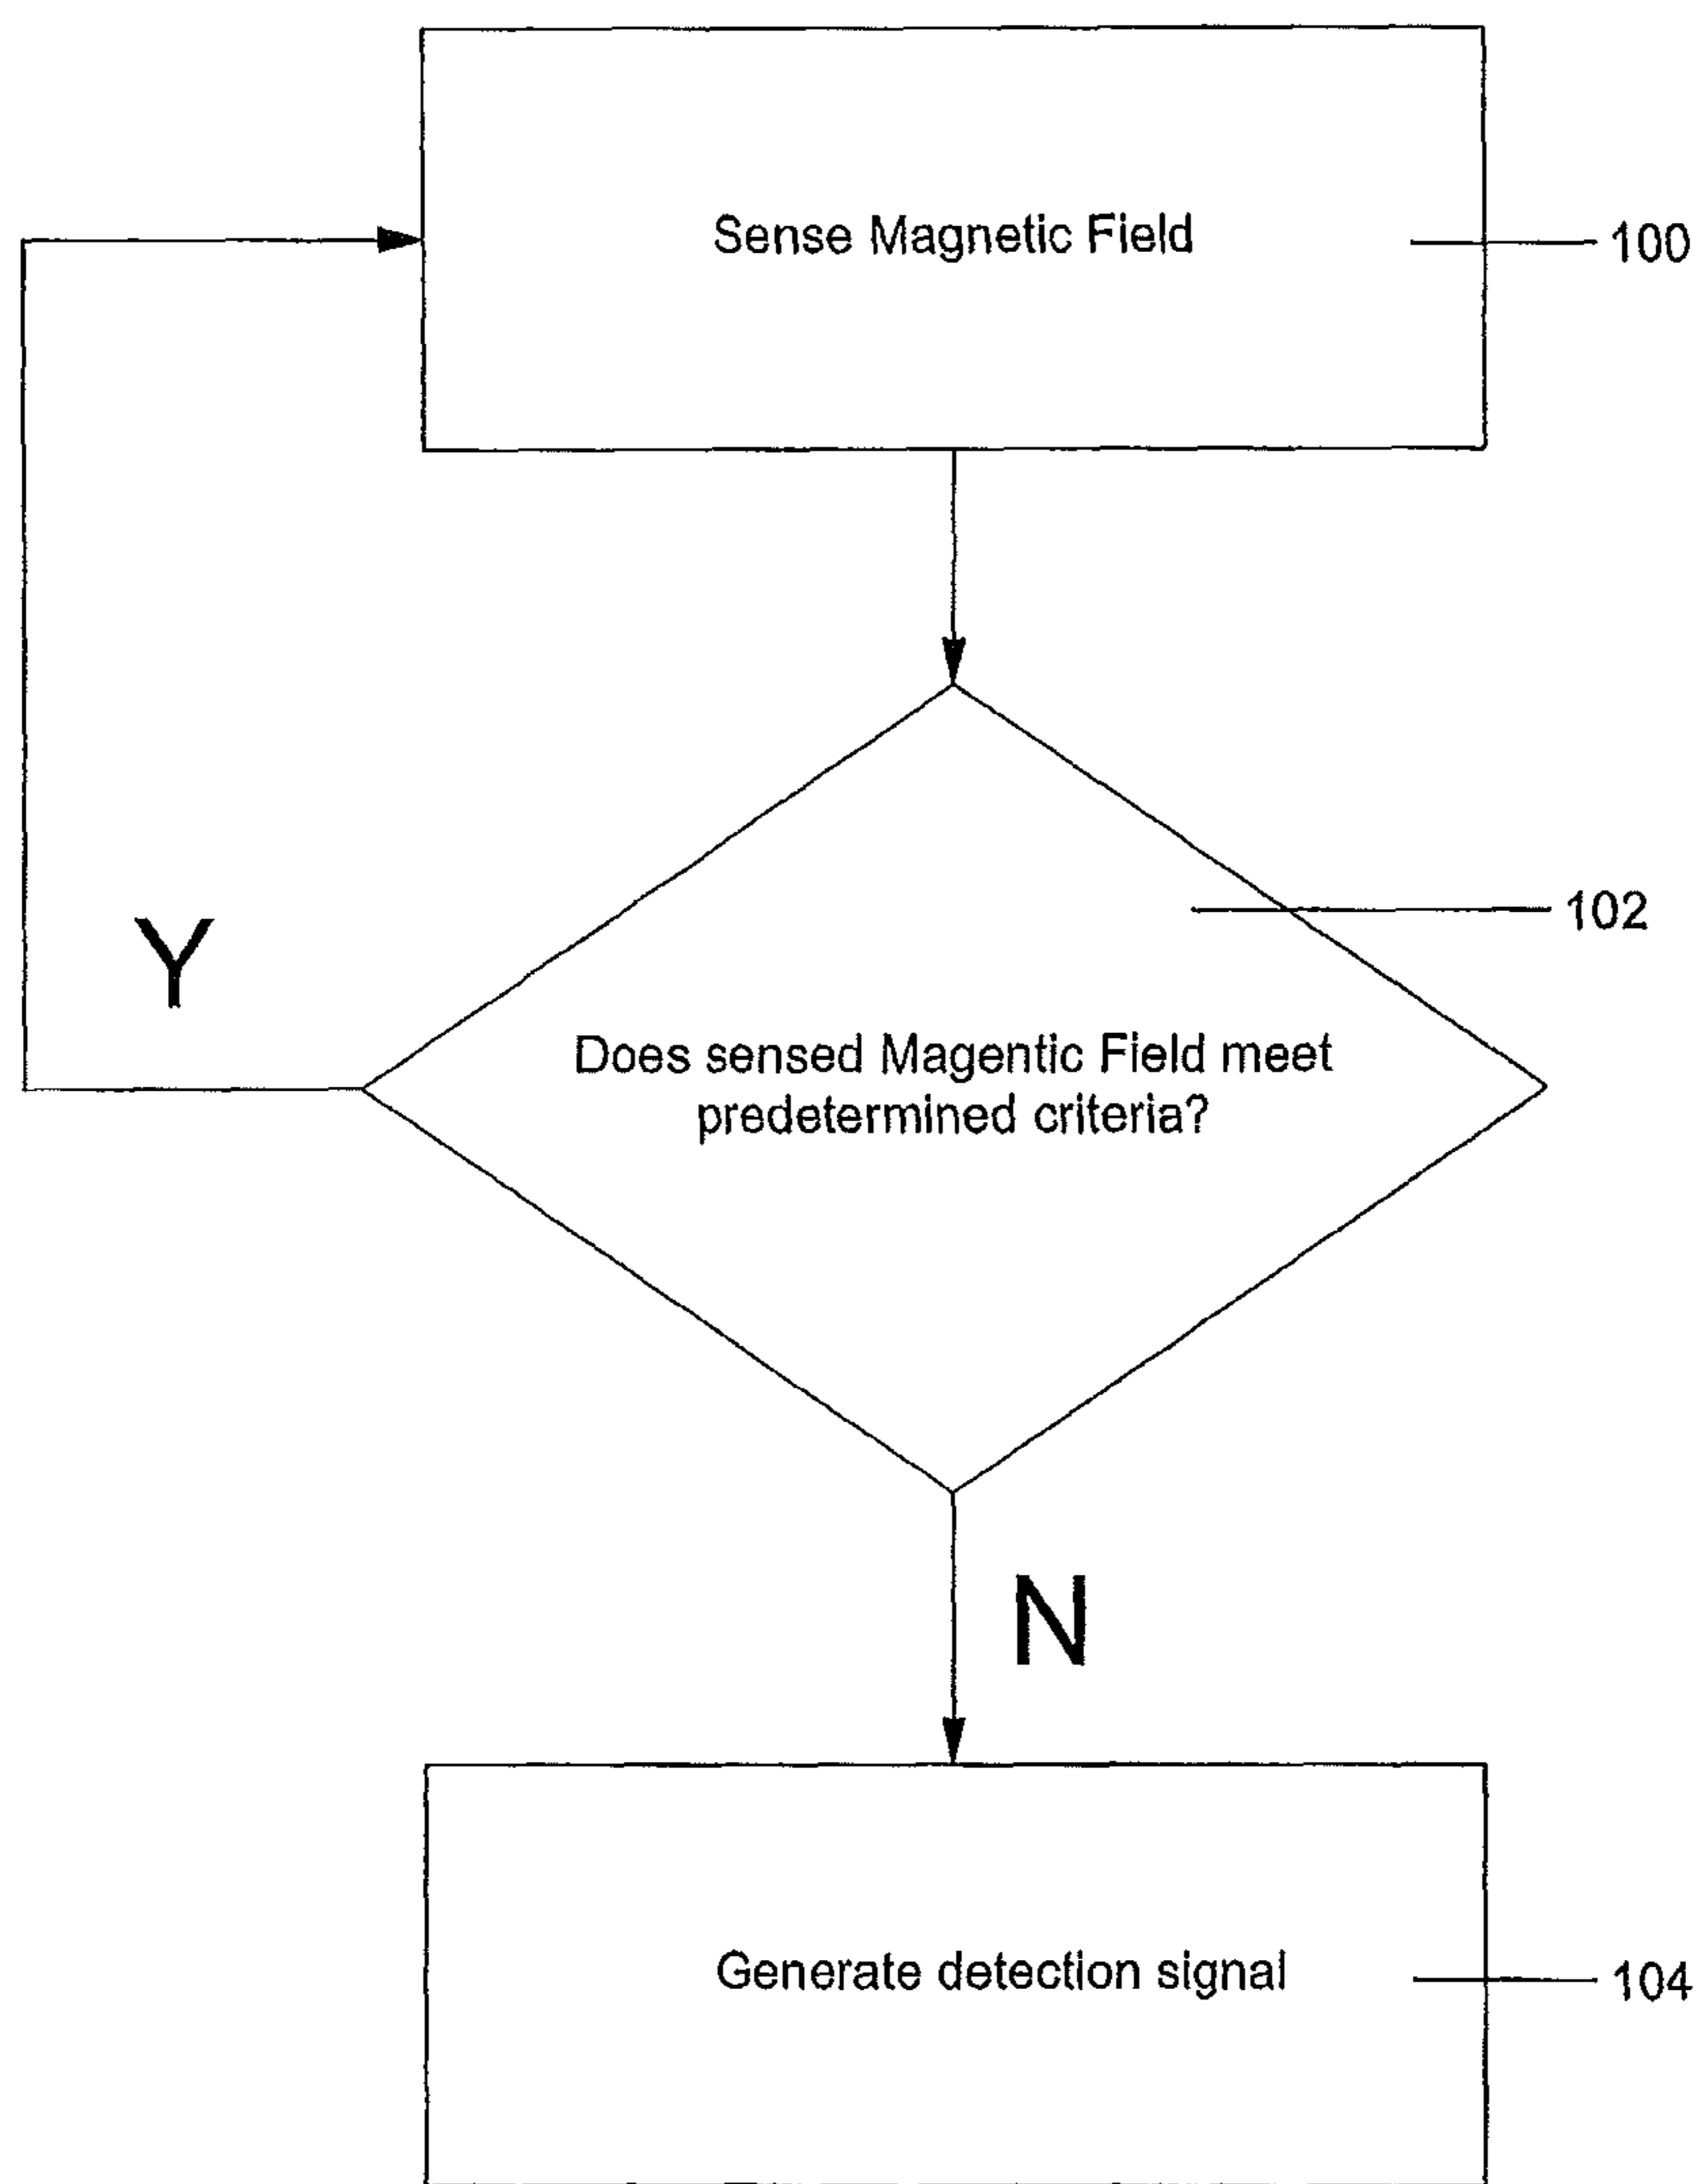 Sense Magnetic Field
100
102
Y
Does sensed Magentic Field meet
predetermined criteria?
N
Generate detection signal
104